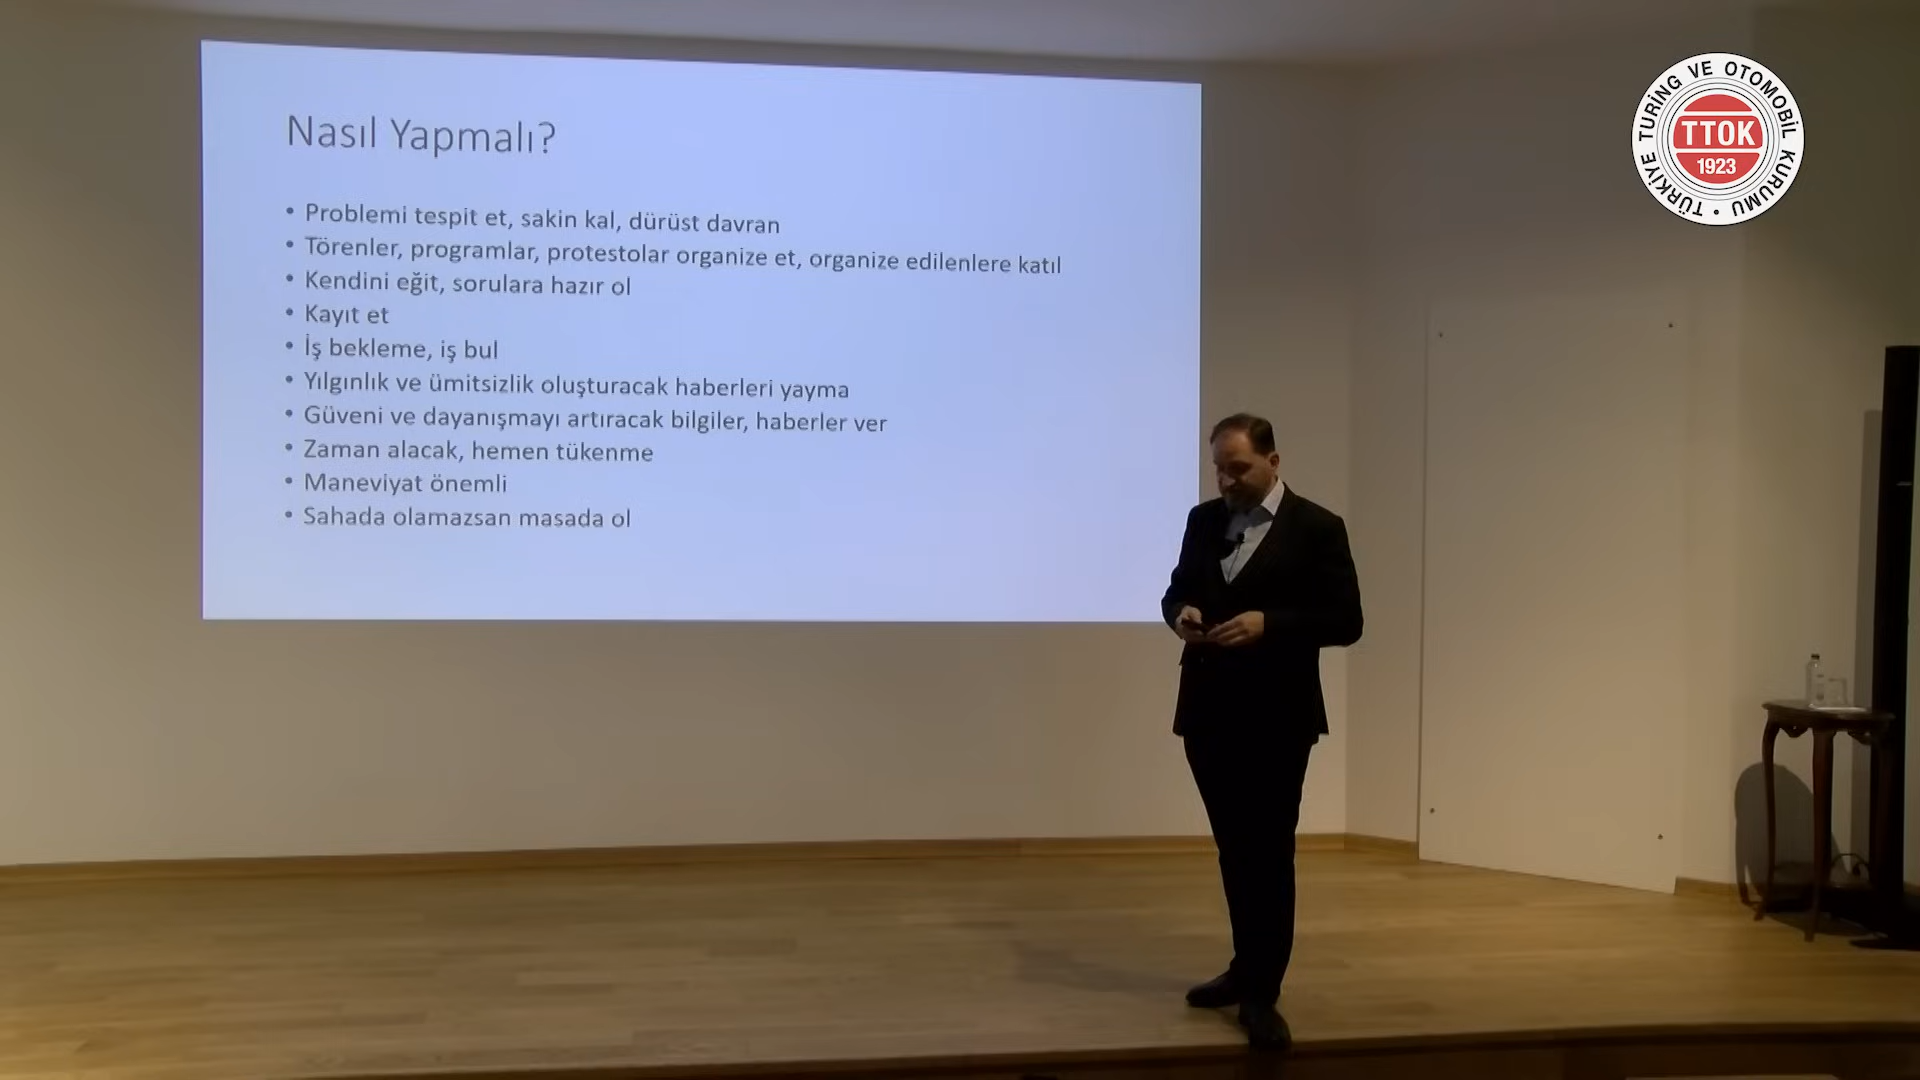 Nasıl Yapmalı?
• Problemi tespit et, sakin kal, dürüst davran
• Törenler, programlar, protestolar organize et, organize edilenlere katıl
• Kendini eğit, sorulara hazır ol
• Kayıt et
• İş bekleme, iş bul
• Yılgınlık ve ümitsizlik oluşturacak haberleri yayma
• Güveni ve dayanışmayı artıracak bilgiler, haberler ver
• Zaman alacak, hemen tükenme
• Maneviyat önemli
• Sahada olamazsan masada ol
TÜRKİYE TURİNG VE OTOMOBİL KURUMU •
TTOK
1923